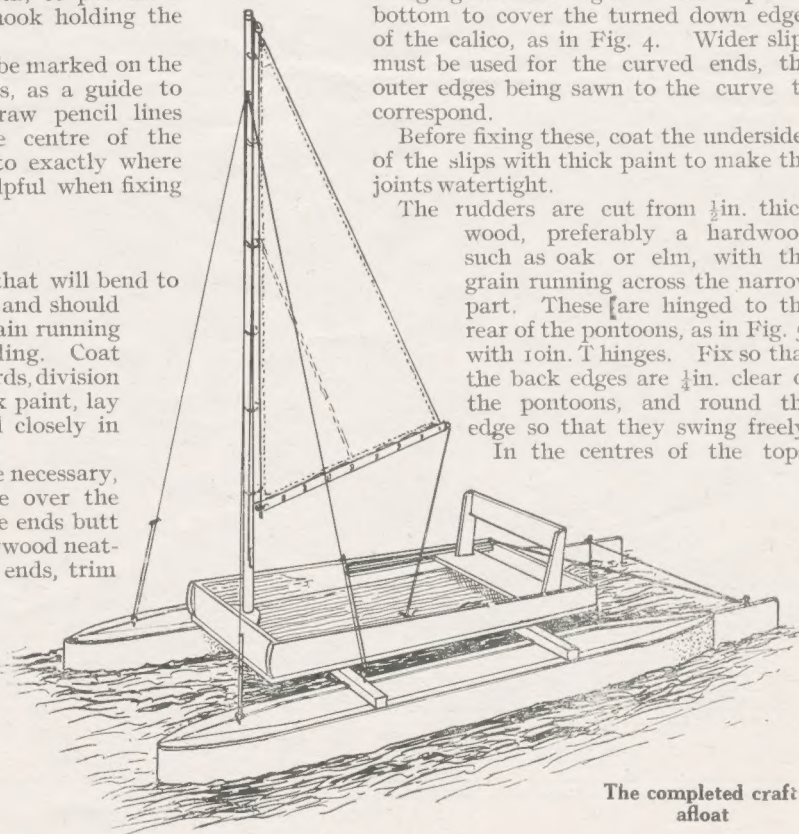 hook holding the
be marked on the
s, as a guide to
raw pencil lines
e centre of the
to exactly where
lpful when fixing
that will bend to
and should
ain running
ling. Coat
rds, division
k paint, lay
l closely in
e necessary,
e over the
e ends butt
wood neat-
ends, trim
bottom to cover the turned down edge
of the calico, as in Fig. 4. Wider slip
must be used for the curved ends, th
outer edges being sawn to the curve t
correspond.
Before fixing these, coat the underside
of the slips with thick paint to make th
joints watertight.
The rudders are cut from ½in. thic
wood, preferably a hardwoo
such as oak or elm, with th
grain running across the narrov
part. These are hinged to th
rear of the pontoons, as in Fig.
with 10in. T hinges. Fix so tha
the back edges are ¼in. clear o
the pontoons, and round th
edge so that they swing freely
In the centres of the top
The completed craft
afloat